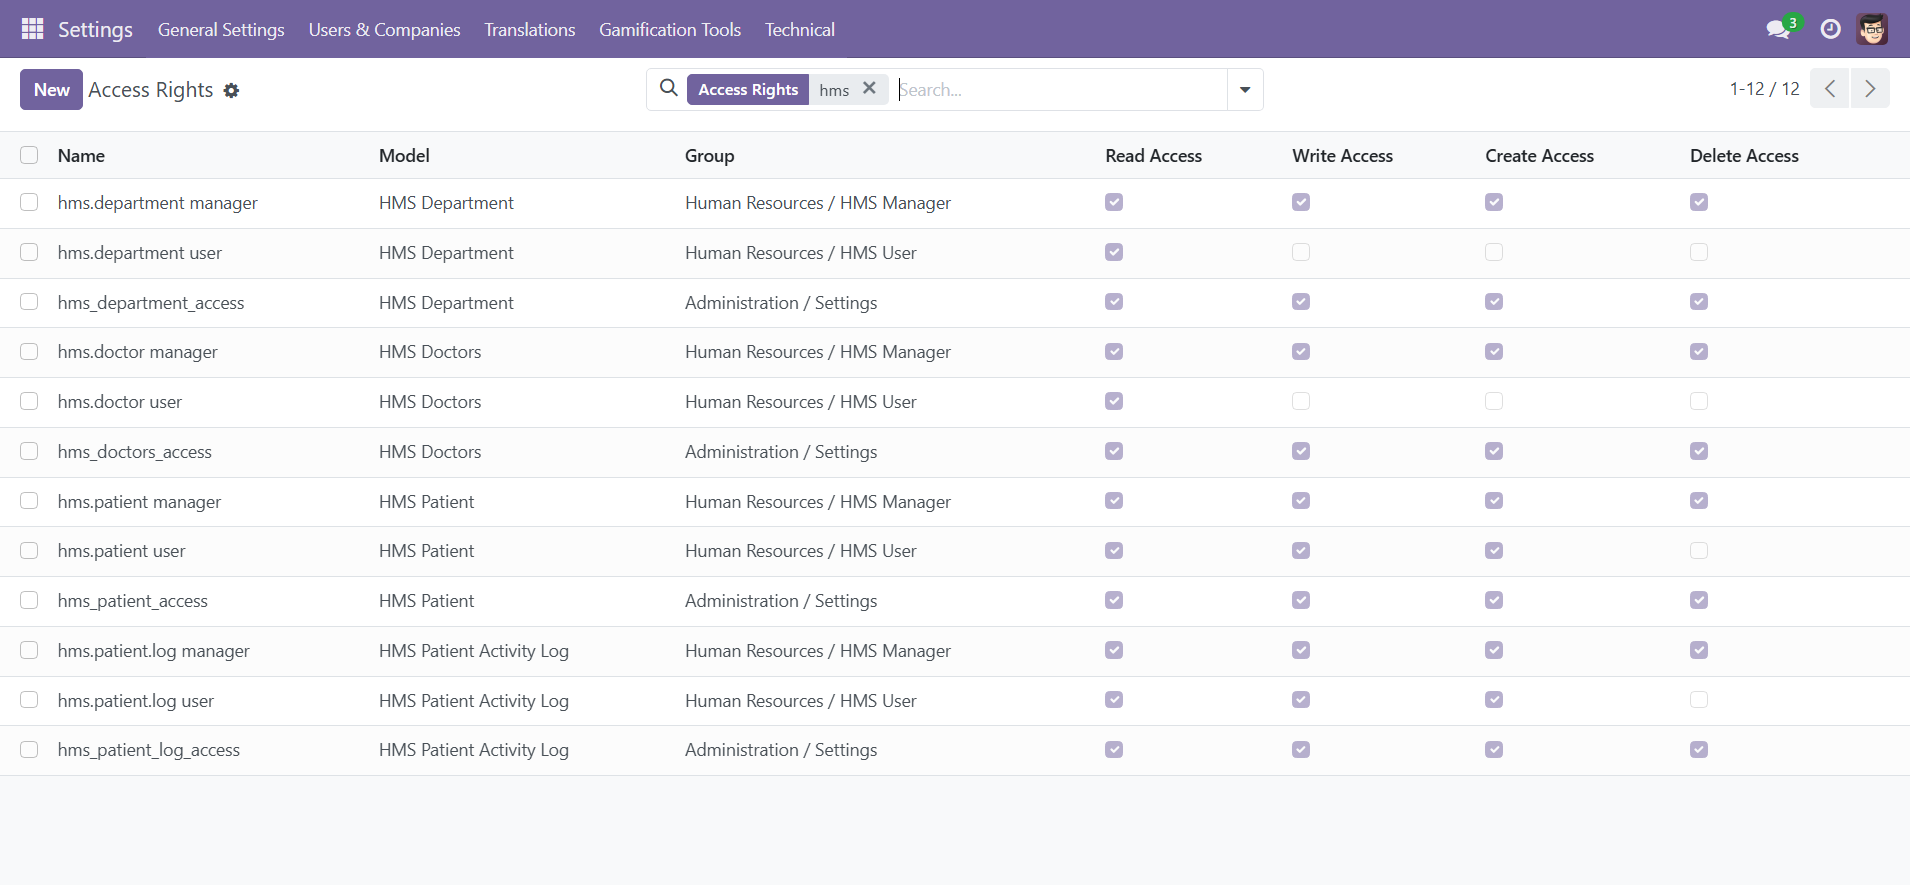 Settings General Settings Users & Companies Translations Gamification Tools Technical 3
New Access Rights Access Rights hms Search... 1-12 / 12
Name Model Group Read Access Write Access Create Access Delete Access
hms.department manager HMS Department Human Resources / HMS Manager
hms.department user HMS Department Human Resources / HMS User
hms_department_access HMS Department Administration / Settings
hms.doctor manager HMS Doctors Human Resources / HMS Manager
hms.doctor user HMS Doctors Human Resources / HMS User
hms_doctors_access HMS Doctors Administration / Settings
hms.patient manager HMS Patient Human Resources / HMS Manager
hms.patient user HMS Patient Human Resources / HMS User
hms_patient_access HMS Patient Administration / Settings
hms.patient.log manager HMS Patient Activity Log Human Resources / HMS Manager
hms.patient.log user HMS Patient Activity Log Human Resources / HMS User
hms_patient_log_access HMS Patient Activity Log Administration / Settings